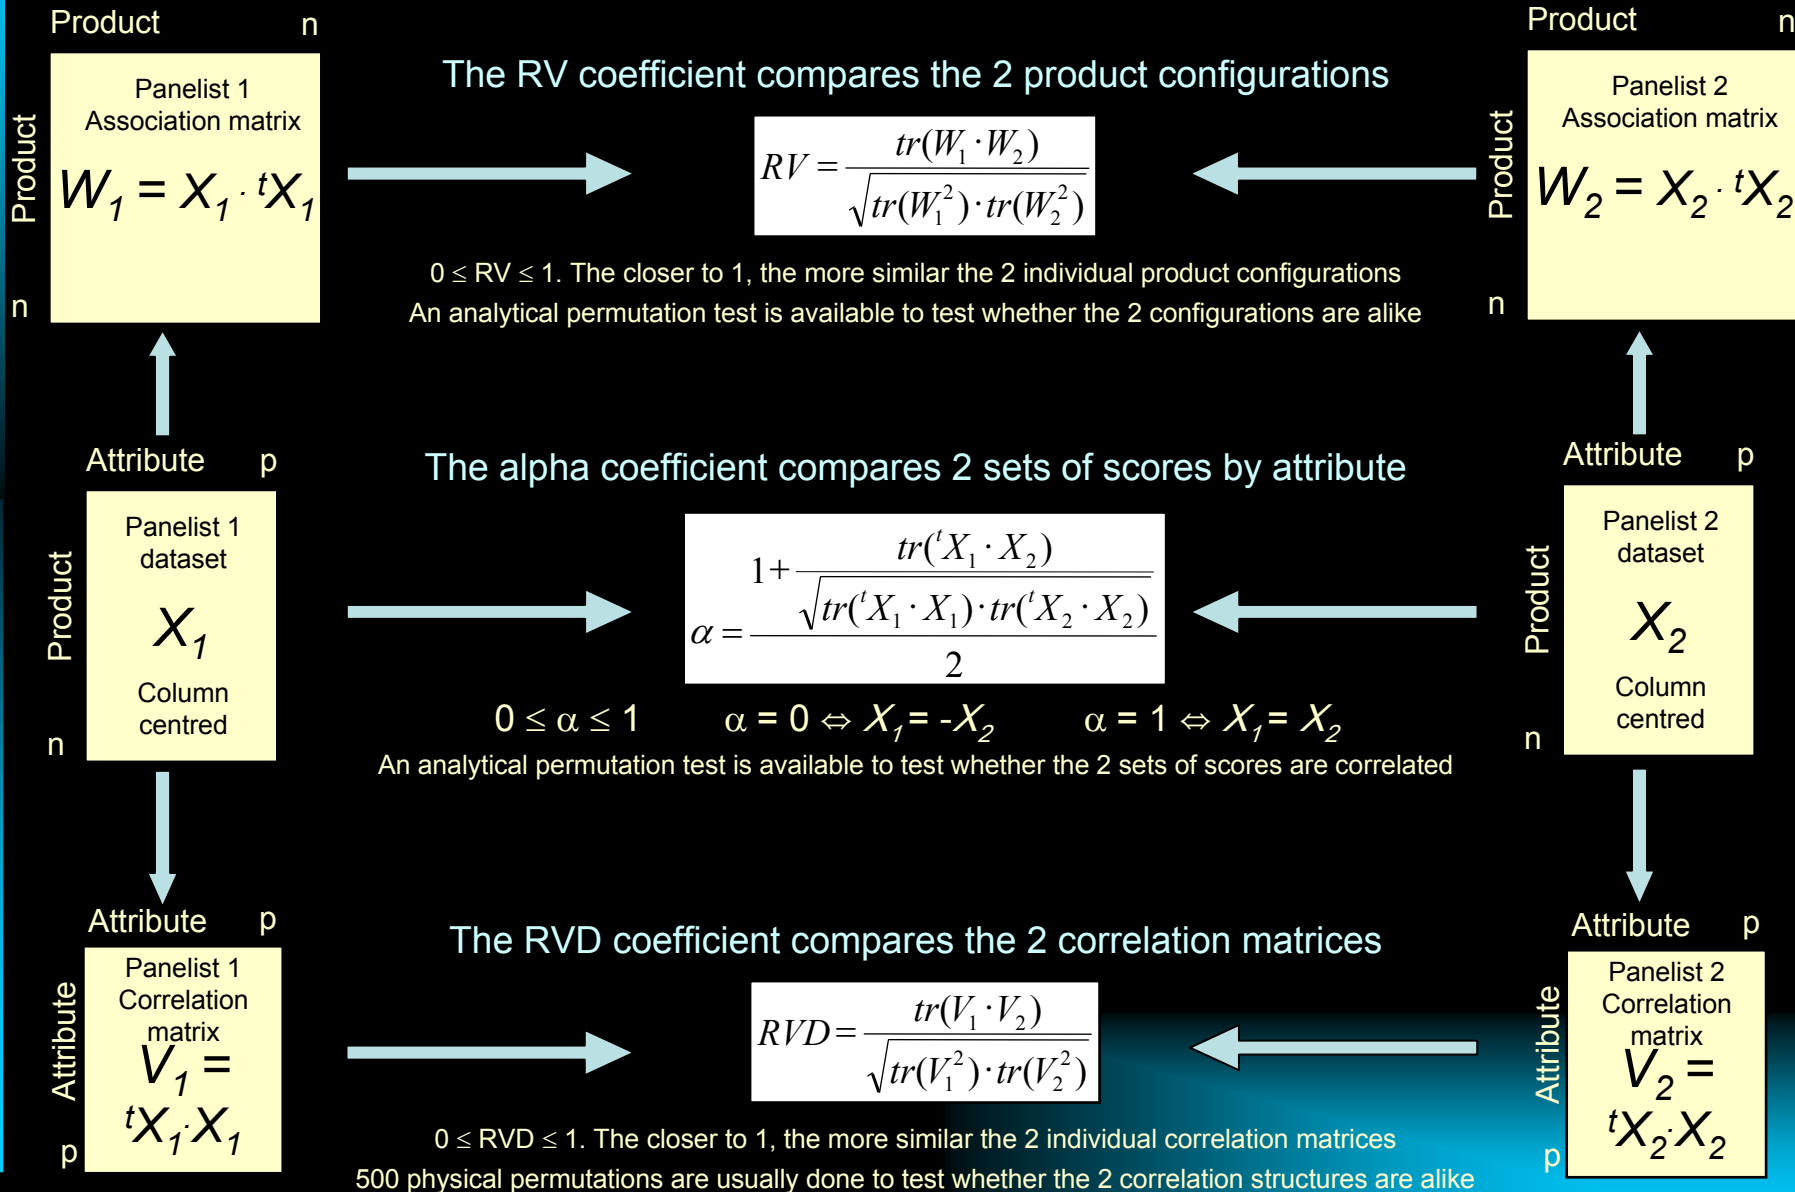 Product n
Panelist 1
Association matrix
W₁ = X₁ · ᵗX₁
Product
n
The RV coefficient compares the 2 product configurations
RV = tr(W₁·W₂) / √(tr(W₁²)·tr(W₂²))
0 ≤ RV ≤ 1. The closer to 1, the more similar the 2 individual product configurations
An analytical permutation test is available to test whether the 2 configurations are alike
Product n
Panelist 2
Association matrix
W₂ = X₂ · ᵗX₂
Product
n
Attribute p
Panelist 1
dataset
X₁
Column
centred
Product
n
The alpha coefficient compares 2 sets of scores by attribute
α = (1 + tr(ᵗX₁·X₂) / √(tr(ᵗX₁·X₁)·tr(ᵗX₂·X₂))) / 2
0 ≤ α ≤ 1 α = 0 ⇔ X₁= -X₂ α = 1 ⇔ X₁= X₂
An analytical permutation test is available to test whether the 2 sets of scores are correlated
Attribute p
Panelist 2
dataset
X₂
Column
centred
Product
n
Attribute p
Panelist 1
Correlation
matrix
V₁ =
ᵗX₁·X₁
Attribute
p
The RVD coefficient compares the 2 correlation matrices
RVD = tr(V₁·V₂) / √(tr(V₁²)·tr(V₂²))
0 ≤ RVD ≤ 1. The closer to 1, the more similar the 2 individual correlation matrices
500 physical permutations are usually done to test whether the 2 correlation structures are alike
Attribute p
Panelist 2
Correlation
matrix
V₂ =
ᵗX₂·X₂
Attribute
p